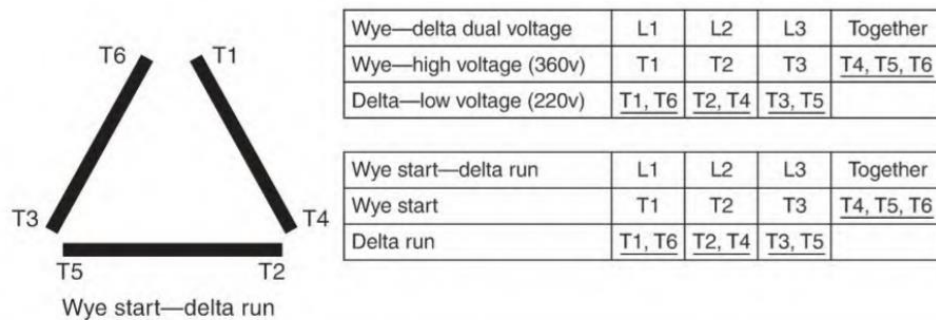 T6 T1
T3 T4
T5 T2
Wye start—delta run
Wye—delta dual voltage L1 L2 L3 Together
Wye—high voltage (360v) T1 T2 T3 T4, T5, T6
Delta—low voltage (220v) T1, T6 T2, T4 T3, T5
Wye start—delta run L1 L2 L3 Together
Wye start T1 T2 T3 T4, T5, T6
Delta run T1, T6 T2, T4 T3, T5